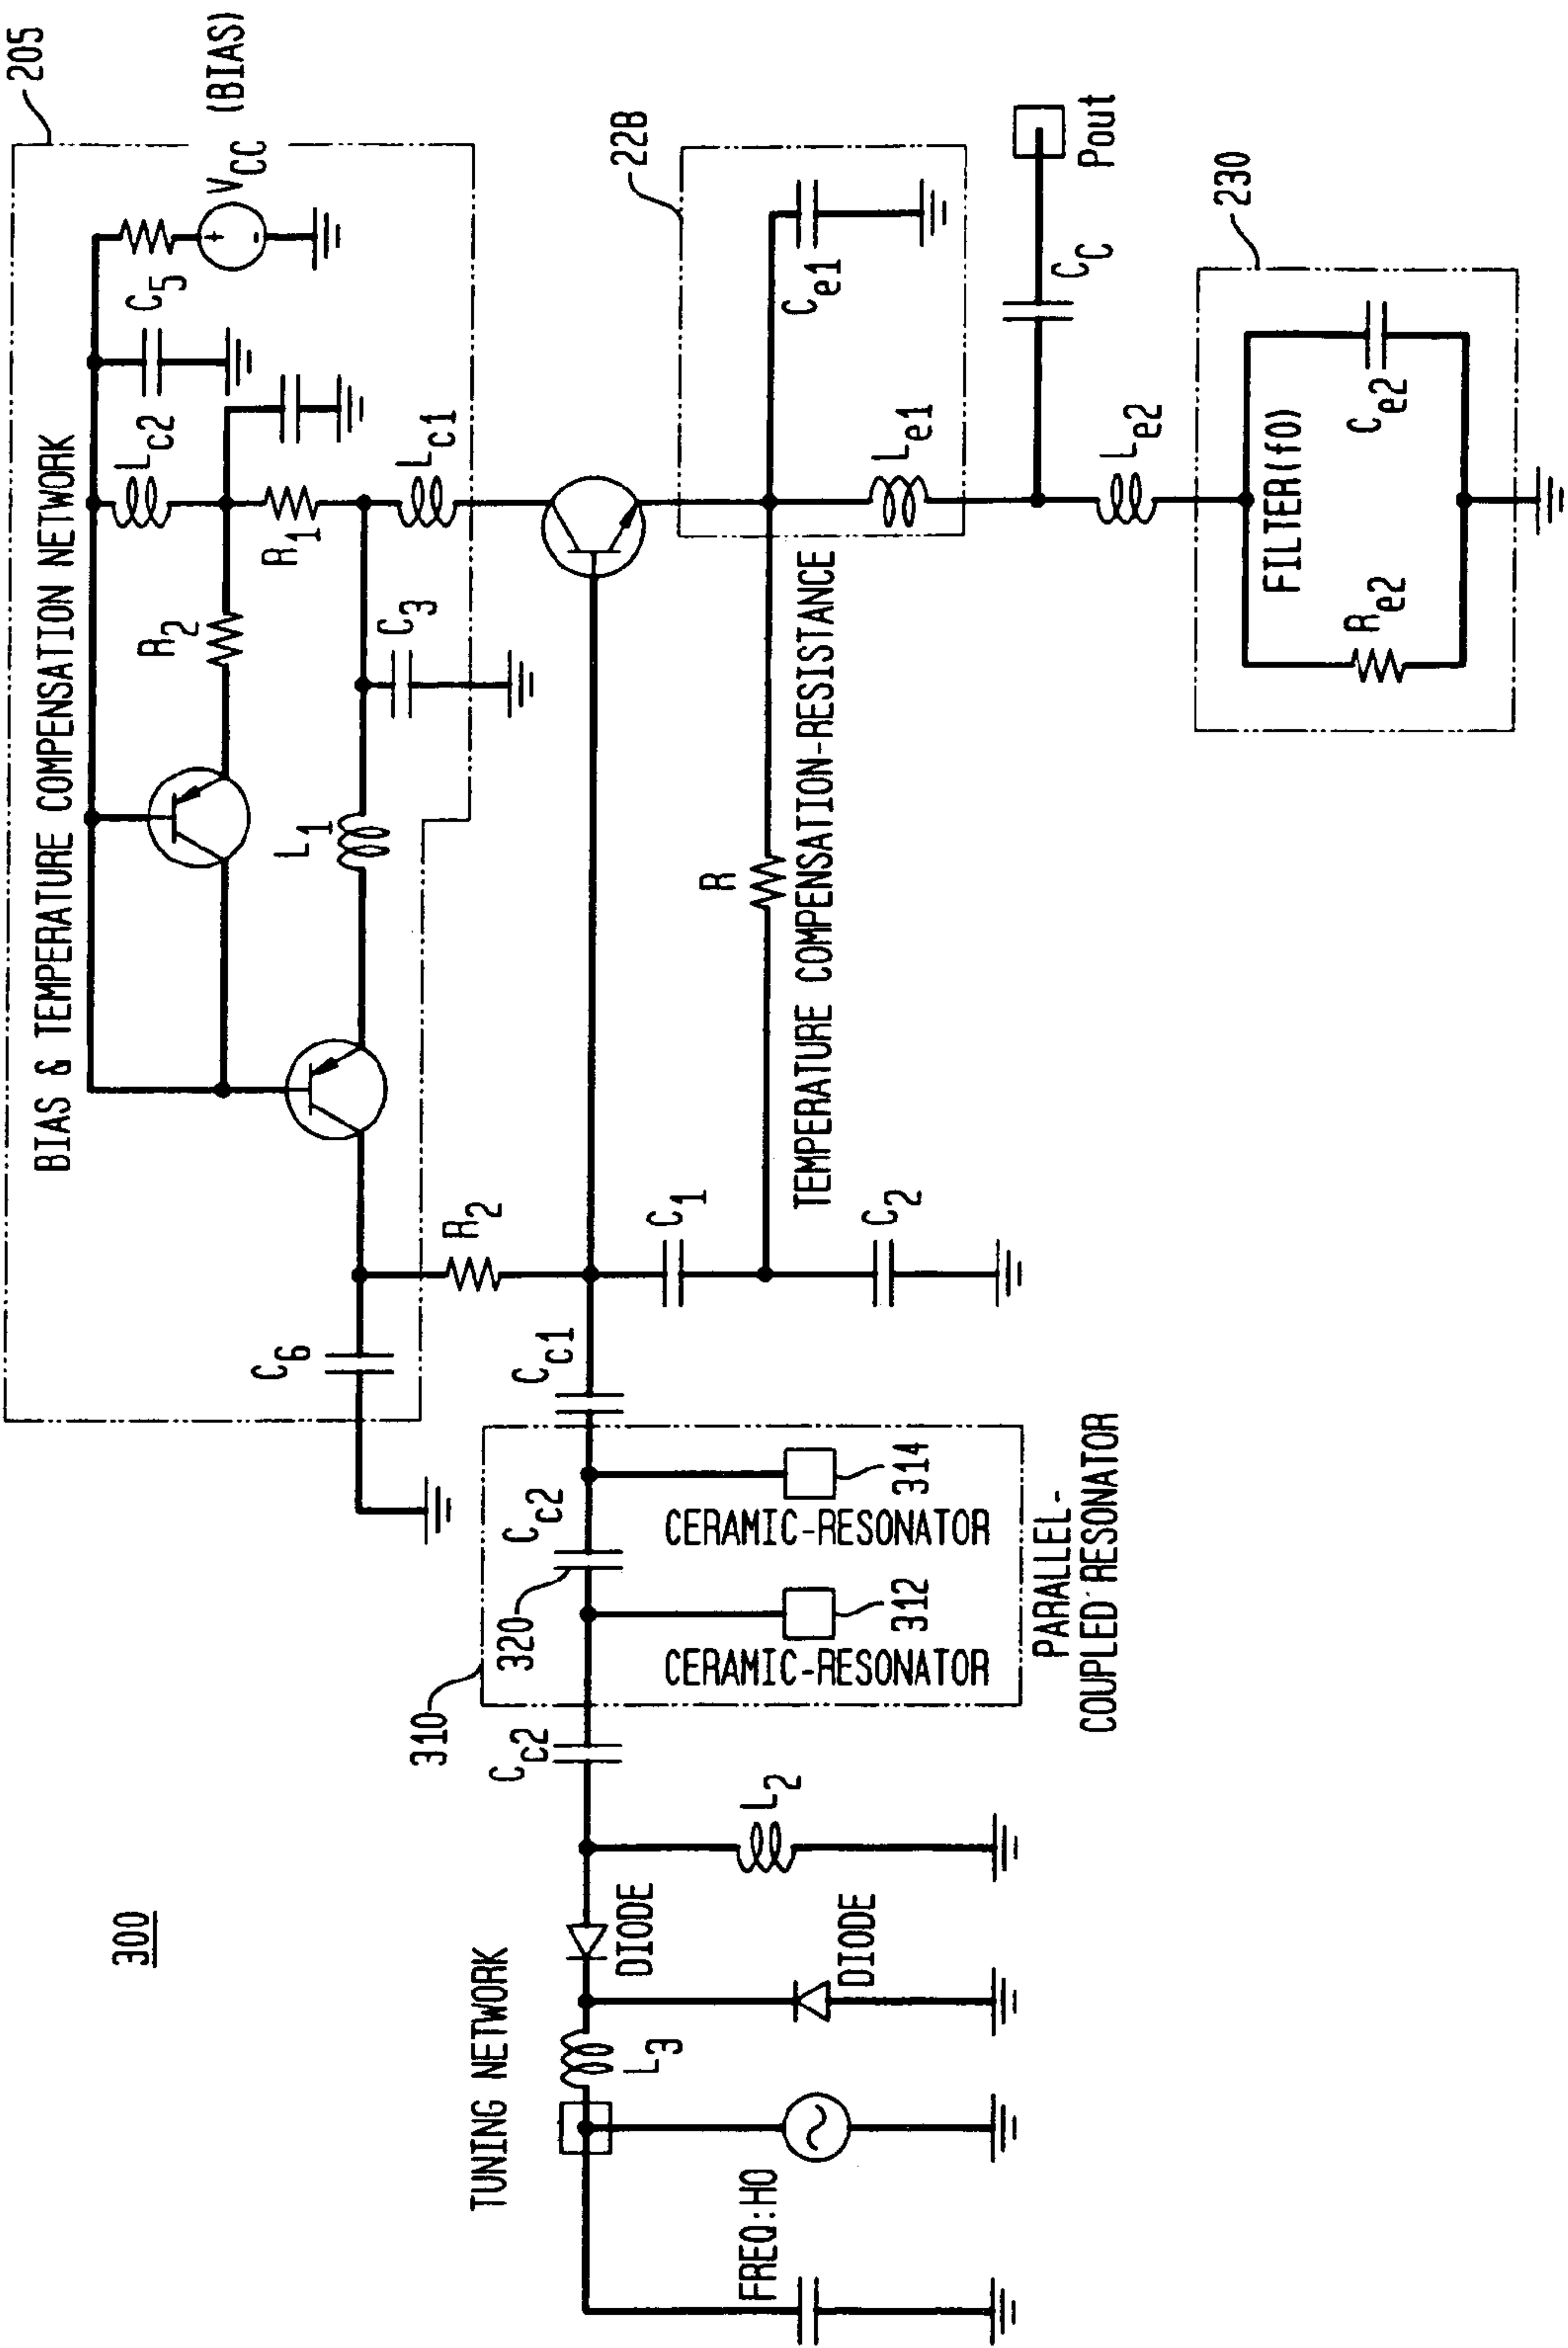 300
205
BIAS & TEMPERATURE COMPENSATION NETWORK
VCC (BIAS)
C5
Lc2
R2
R1
Lc1
C3
L1
C6
R2
22B
Ce1
Le1
Pout
CC
Le2
230
FILTER(f0)
Re2
Ce2
R
TEMPERATURE COMPENSATION-RESISTANCE
C1
C2
Cc1
Cc2
320
310
CERAMIC-RESONATOR
314
CERAMIC-RESONATOR
312
PARALLEL-
COUPLED RESONATOR
Cc2
L2
TUNING NETWORK
DIODE
DIODE
L3
FREQ:H0
+
-